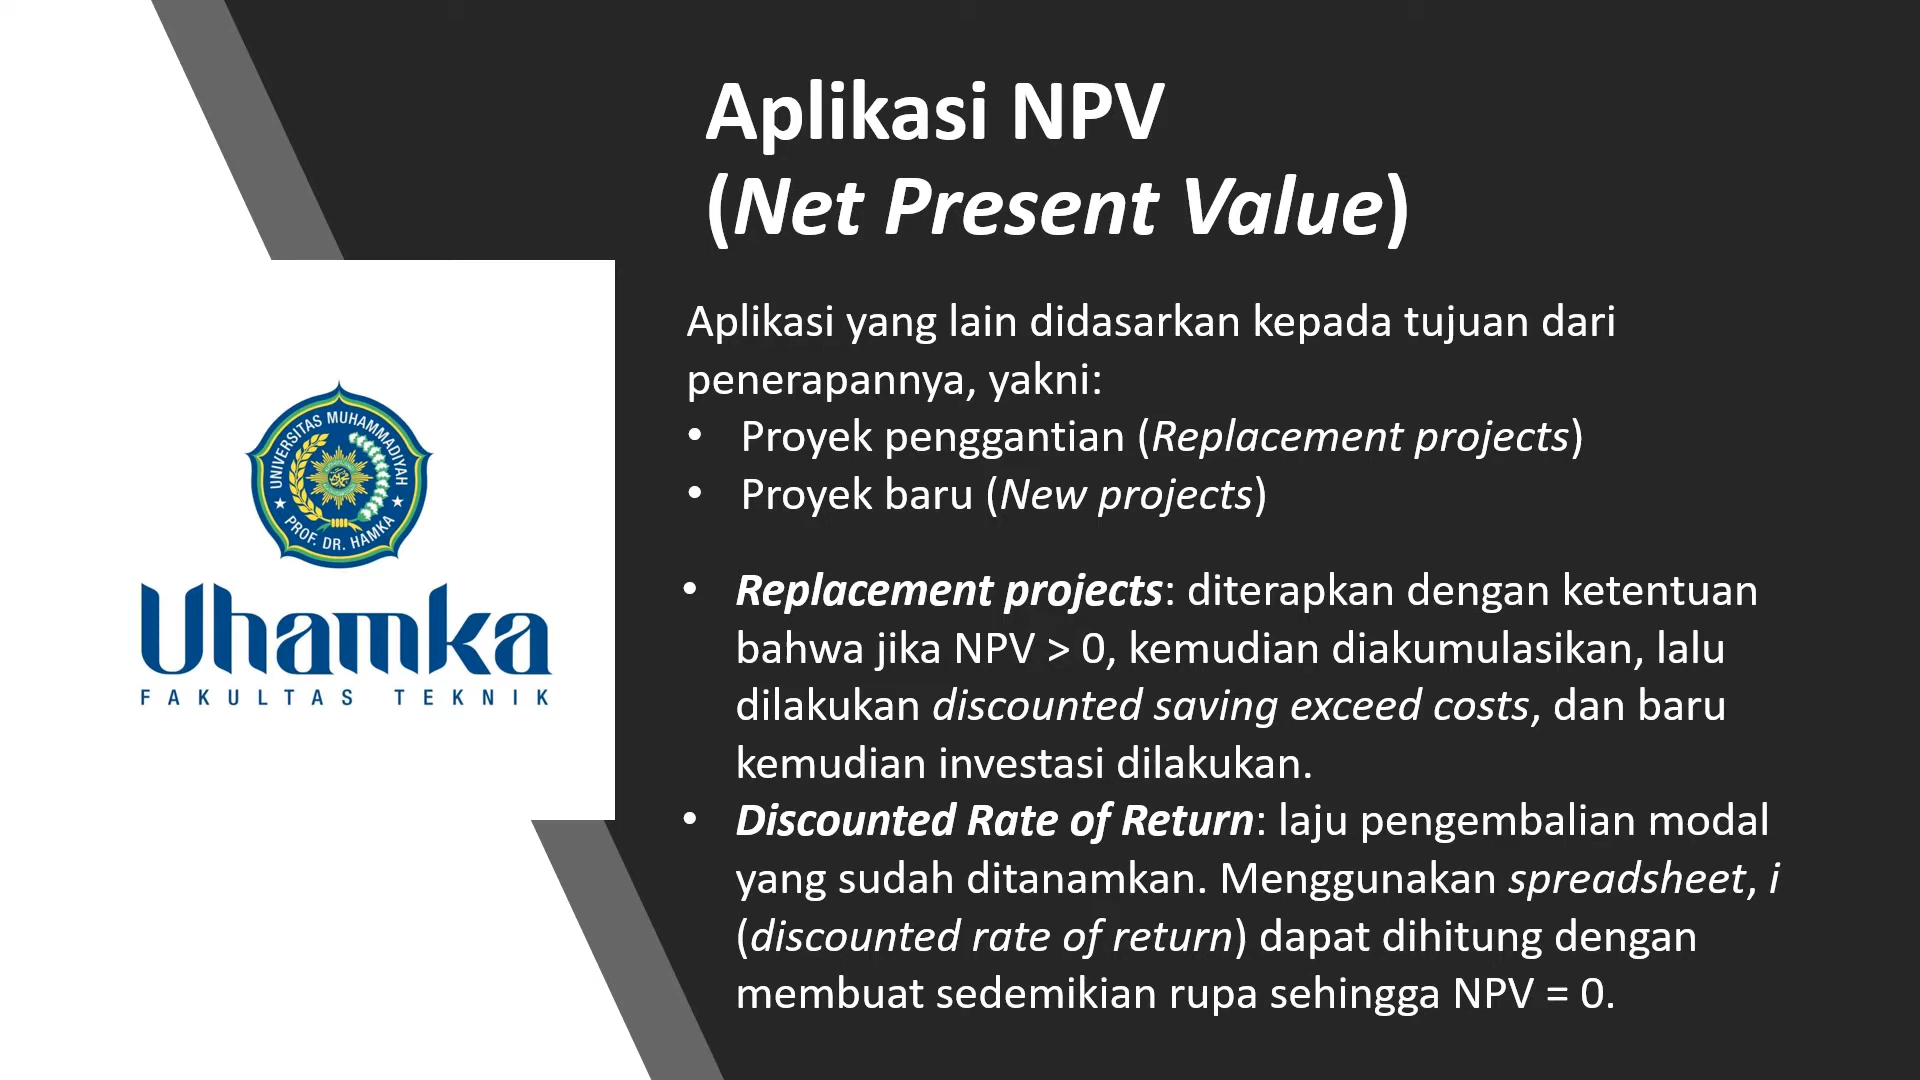 Aplikasi NPV
(Net Present Value)
Aplikasi yang lain didasarkan kepada tujuan dari
penerapannya, yakni:
• Proyek penggantian (Replacement projects)
• Proyek baru (New projects)
• Replacement projects: diterapkan dengan ketentuan
bahwa jika NPV > 0, kemudian diakumulasikan, lalu
dilakukan discounted saving exceed costs, dan baru
kemudian investasi dilakukan.
• Discounted Rate of Return: laju pengembalian modal
yang sudah ditanamkan. Menggunakan spreadsheet, i
(discounted rate of return) dapat dihitung dengan
membuat sedemikian rupa sehingga NPV = 0.
UNIVERSITAS MUHAMMADIYAH
PROF. DR. HAMKA
Uhamka
FAKULTAS TEKNIK